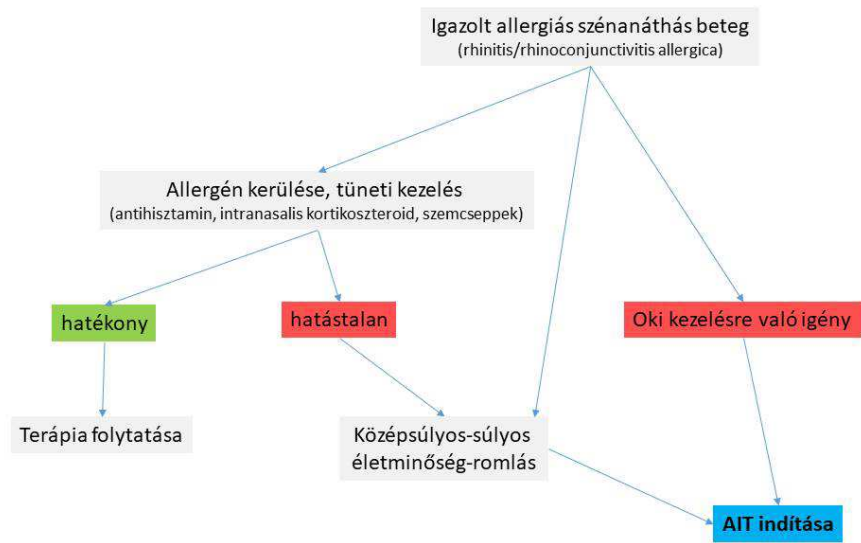 Igazolt allergiás szénanáthás beteg
(rhinitis/rhinoconjunctivitis allergica)
Allergén kerülése, tüneti kezelés
(antihisztamin, intranasalis kortikoszteroid, szemcseppek)
hatékony
hatástalan
Oki kezelésre való igény
Terápia folytatása
Középsúlyos-súlyos
életminőség-romlás
AIT indítása